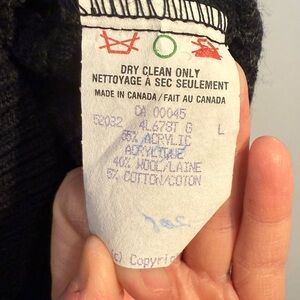 DRY CLEAN ONLY
NETTOYAGE À SEC SEULEMENT
MADE IN CANADA / FAIT AU CANADA
CA 00045
52032 4L678T G L
55% ACRYLIC
ACRYLIQUE
40% WOOL/LAINE
5% COTTON/COTON
(c) Copyri